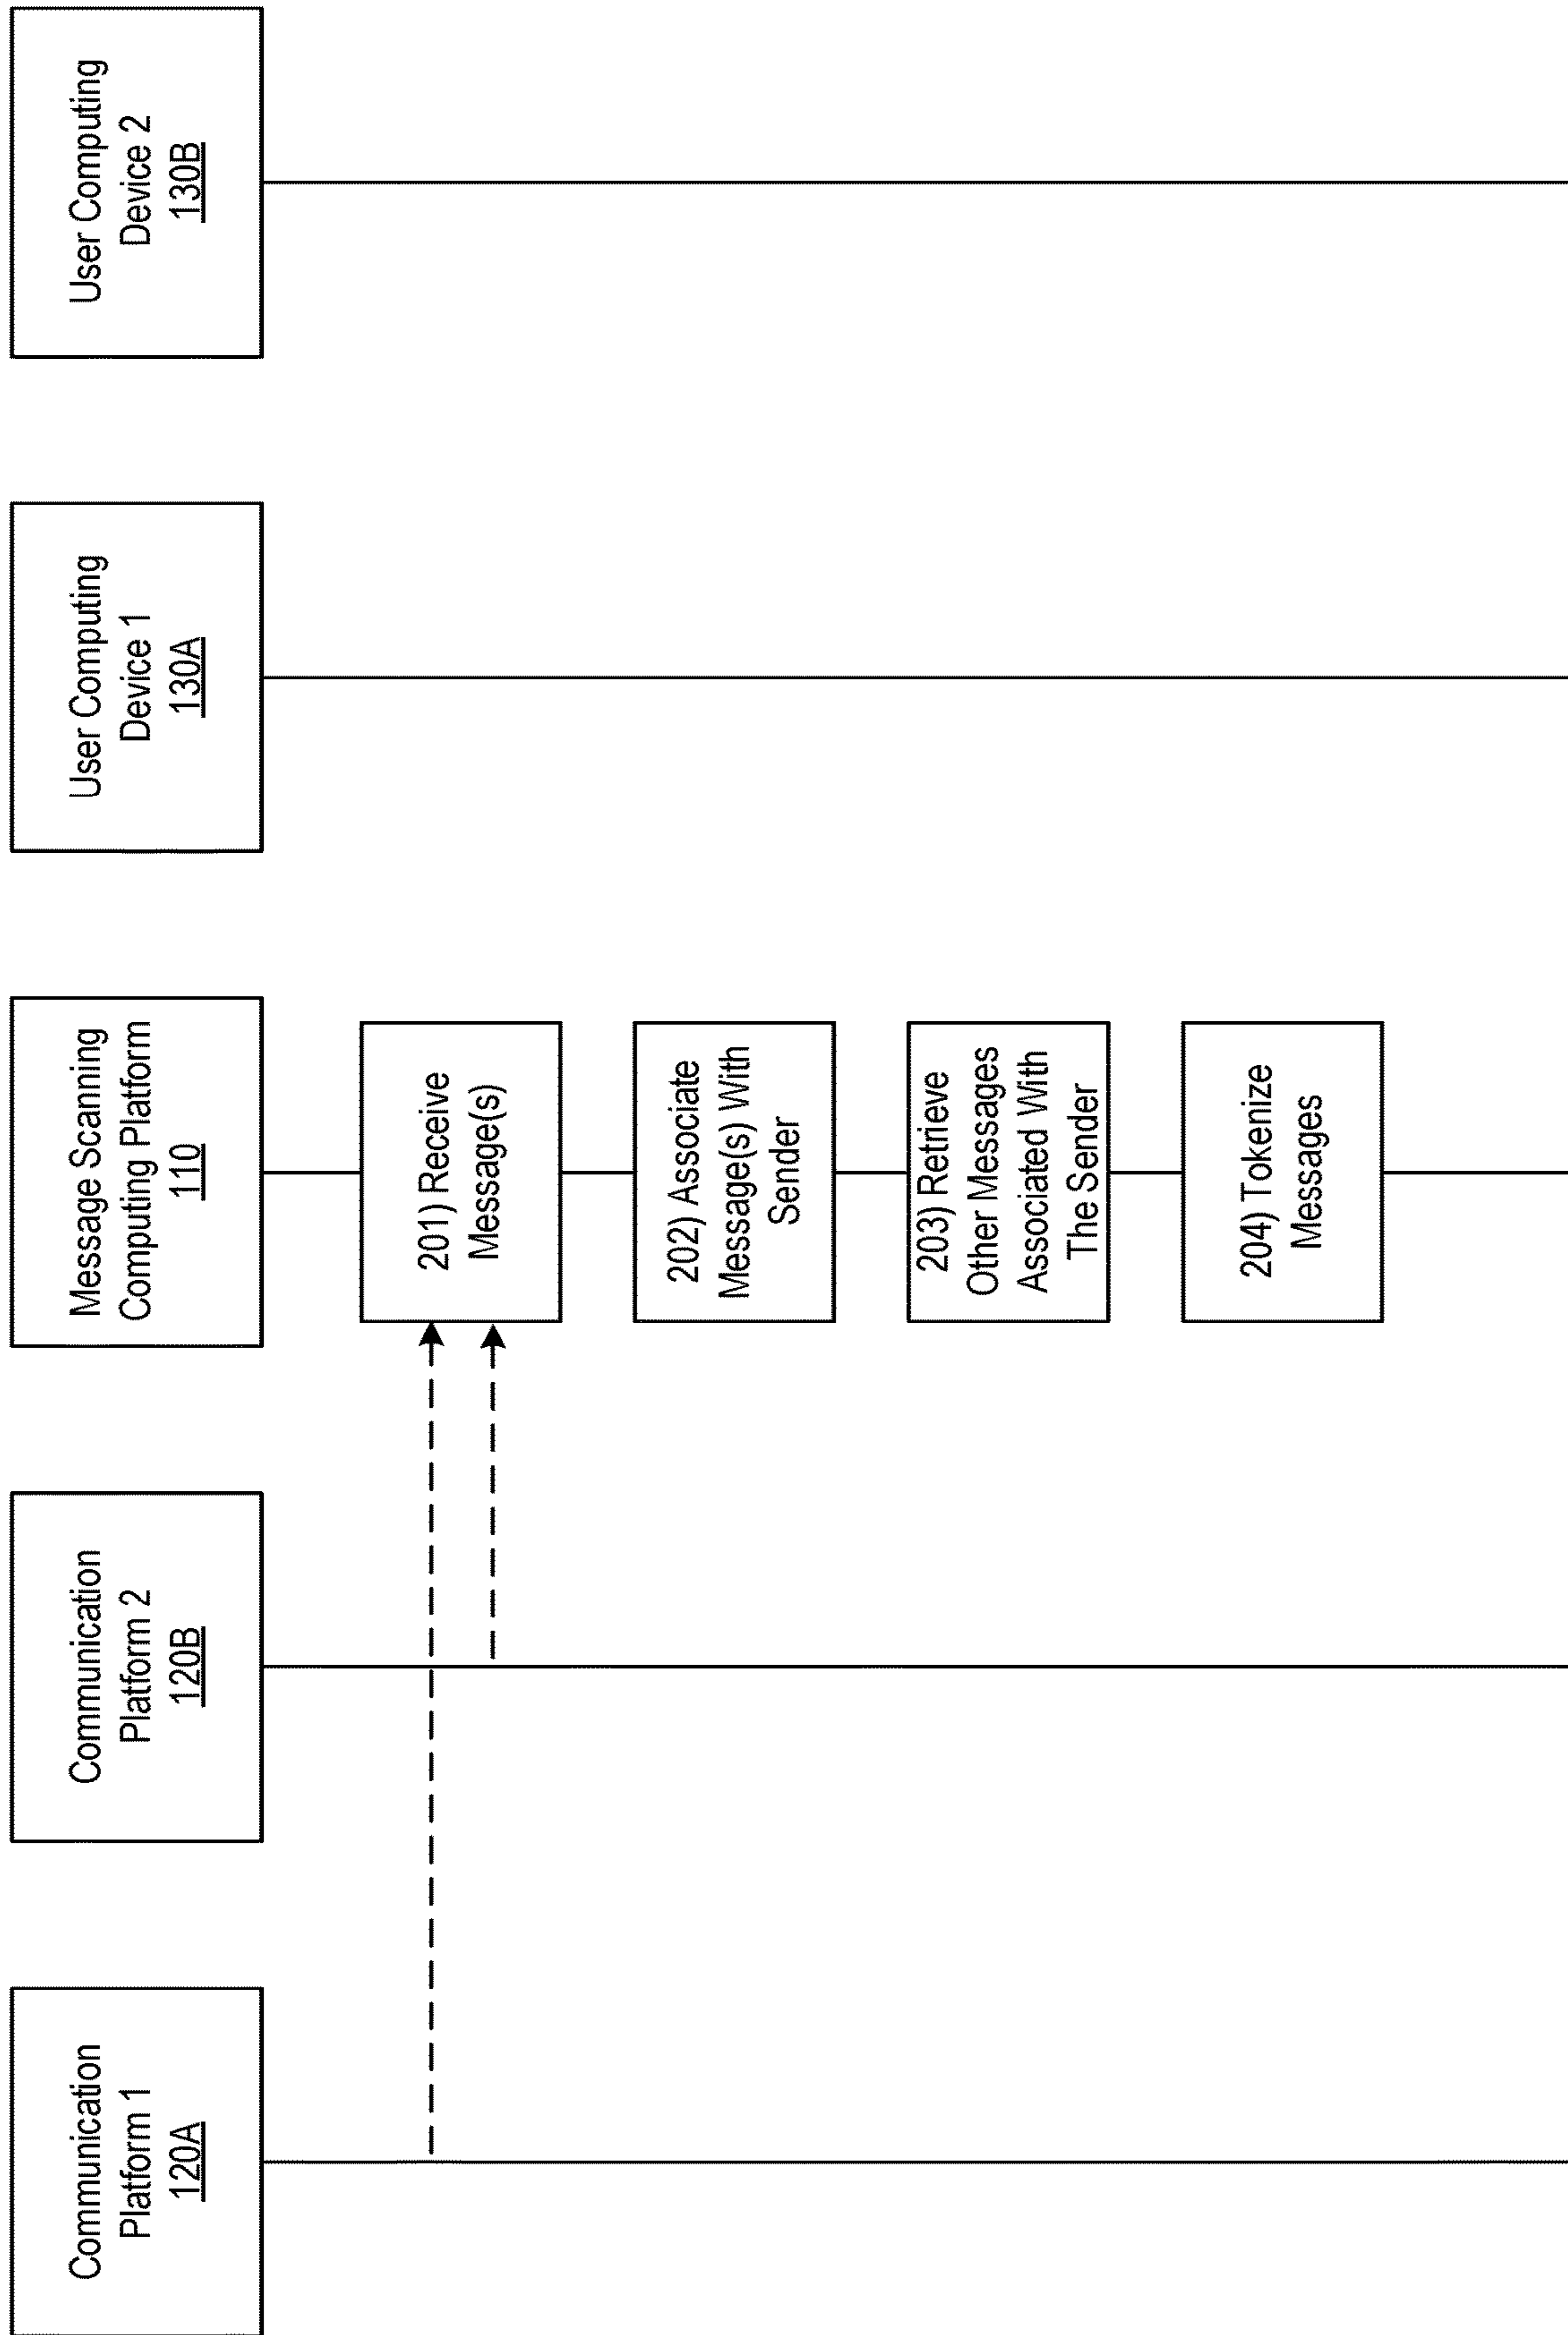 Communication
Platform 1
120A
Communication
Platform 2
120B
Message Scanning
Computing Platform
110
User Computing
Device 1
130A
User Computing
Device 2
130B
201) Receive
Message(s)
202) Associate
Message(s) With
Sender
203) Retrieve
Other Messages
Associated With
The Sender
204) Tokenize
Messages